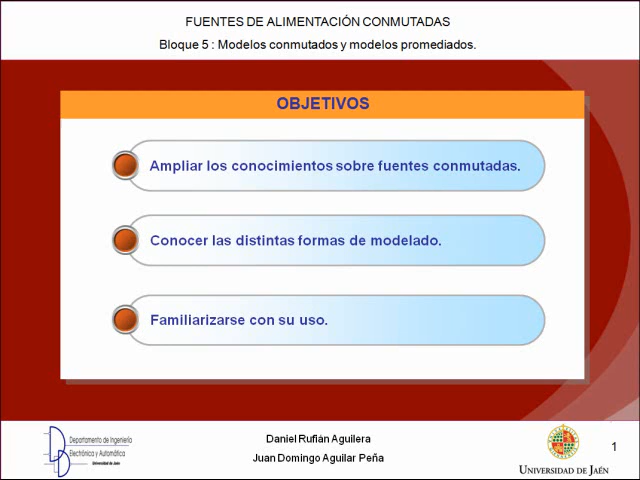 FUENTES DE ALIMENTACIÓN CONMUTADAS
Bloque 5 : Modelos conmutados y modelos promediados.
OBJETIVOS
Ampliar los conocimientos sobre fuentes conmutadas.
Conocer las distintas formas de modelado.
Familiarizarse con su uso.
Departamento de Ingeniería
Electrónica y Automática
Universidad de Jaén
Daniel Rufián Aguilera
Juan Domingo Aguilar Peña
UNIVERSIDAD DE JAÉN
1